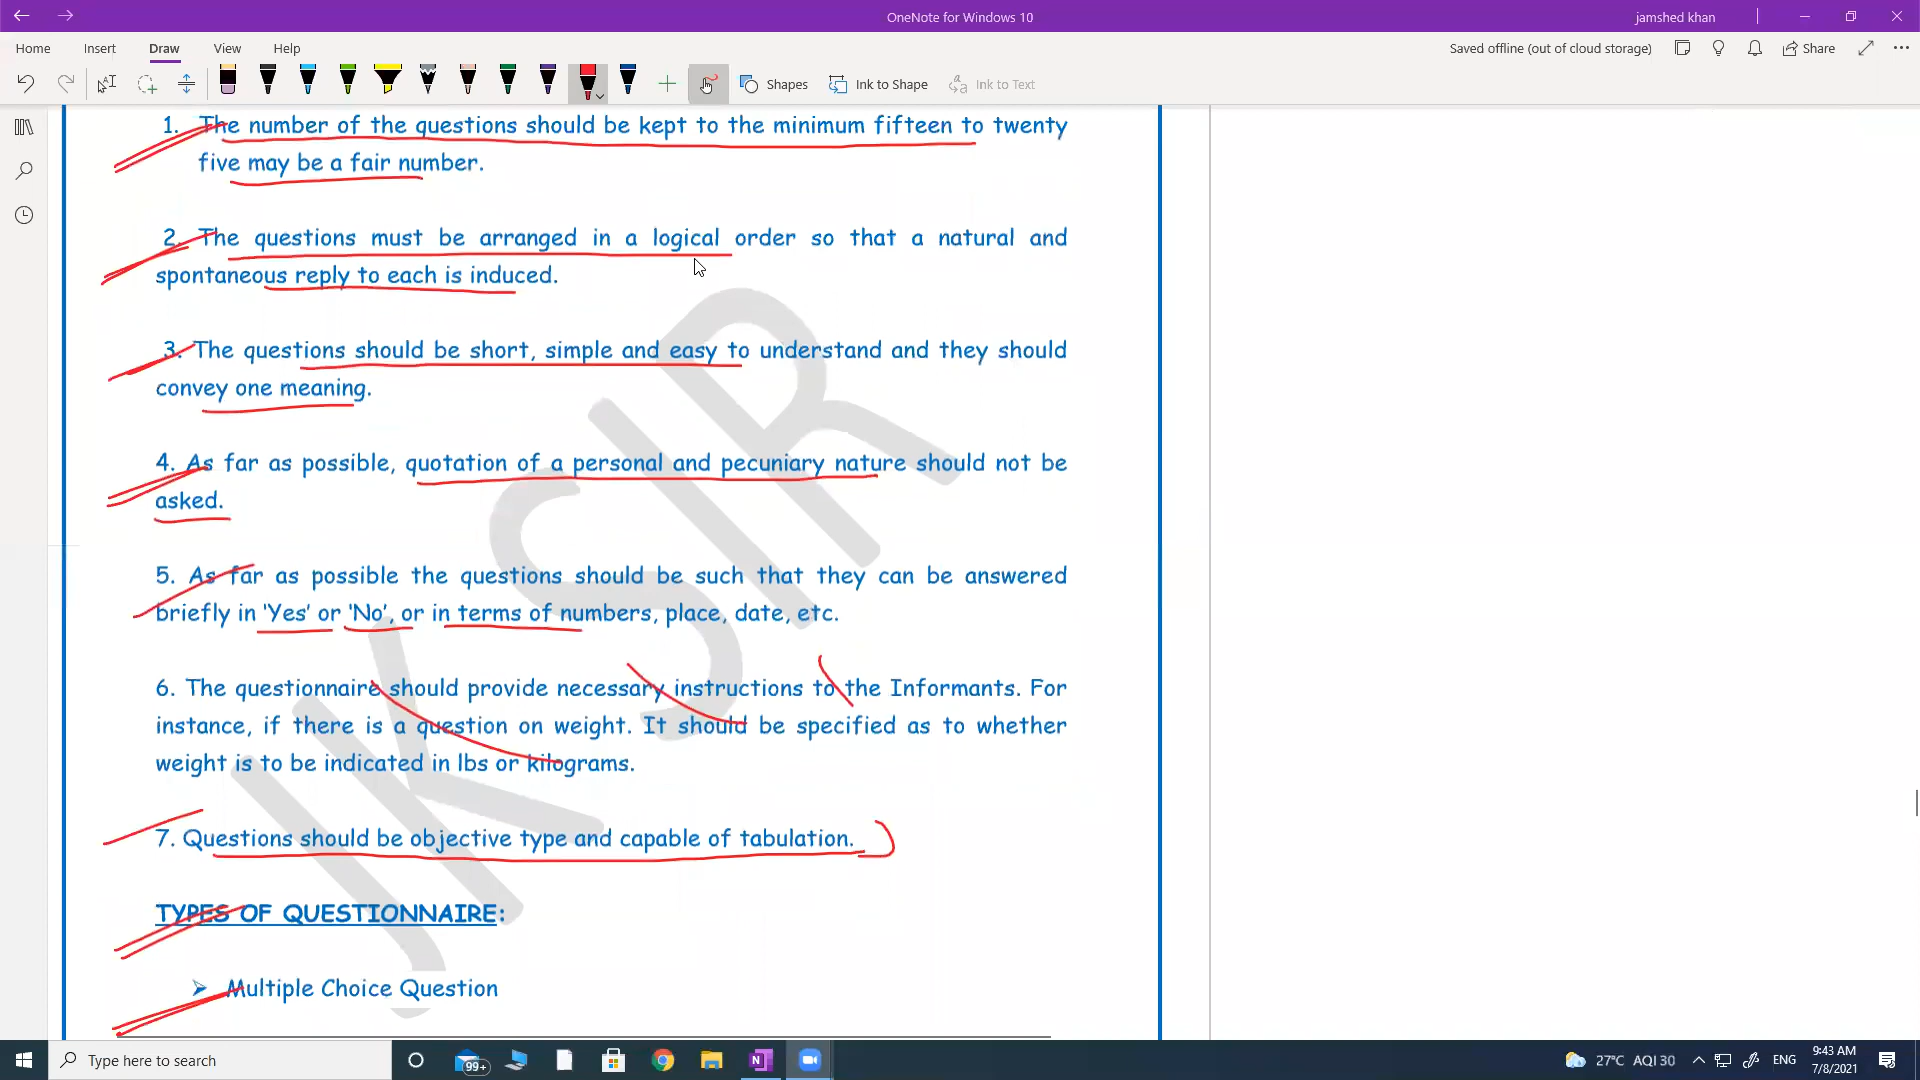 OneNote for Windows 10
jamshed khan
Home Insert Draw View Help
Saved offline (out of cloud storage)
Share
Shapes
Ink to Shape
Ink to Text
1. The number of the questions should be kept to the minimum fifteen to twenty
five may be a fair number.
2. The questions must be arranged in a logical order so that a natural and
spontaneous reply to each is induced.
3. The questions should be short, simple and easy to understand and they should
convey one meaning.
4. As far as possible, quotation of a personal and pecuniary nature should not be
asked.
5. As far as possible the questions should be such that they can be answered
briefly in 'Yes' or 'No', or in terms of numbers, place, date, etc.
6. The questionnaire should provide necessary instructions to the Informants. For
instance, if there is a question on weight. It should be specified as to whether
weight is to be indicated in lbs or kilograms.
7. Questions should be objective type and capable of tabulation.
TYPES OF QUESTIONNAIRE:
➢ Multiple Choice Question
JK SIR
Type here to search
99+
27°C AQI 30
ENG
9:43 AM
7/8/2021